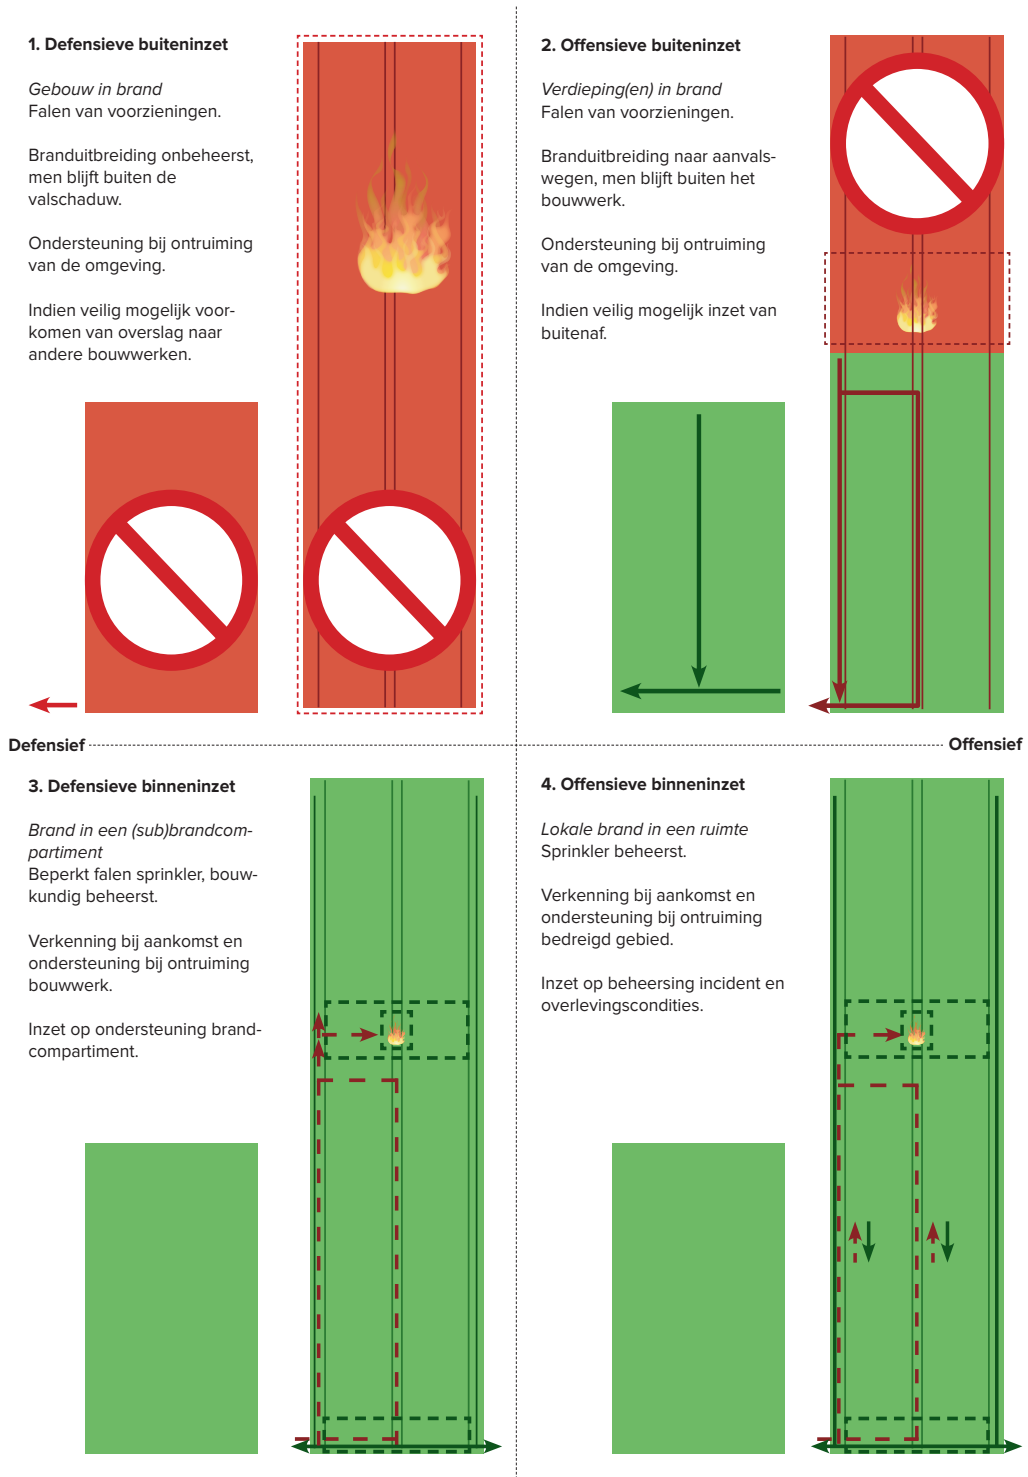 1. Defensieve buiteninzet
Gebouw in brand
Falen van voorzieningen.
Branduitbreiding onbeheerst,
men blijft buiten de
valschaduw.
Ondersteuning bij ontruiming
van de omgeving.
Indien veilig mogelijk voor-
komen van overslag naar
andere bouwwerken.
2. Offensieve buiteninzet
Verdieping(en) in brand
Falen van voorzieningen.
Branduitbreiding naar aanvals-
wegen, men blijft buiten het
bouwwerk.
Ondersteuning bij ontruiming
van de omgeving.
Indien veilig mogelijk inzet van
buitenaf.
Defensief
Offensief
3. Defensieve binneninzet
Brand in een (sub)brandcom-
partiment
Beperkt falen sprinkler, bouw-
kundig beheerst.
Verkenning bij aankomst en
ondersteuning bij ontruiming
bouwwerk.
Inzet op ondersteuning brand-
compartiment.
4. Offensieve binneninzet
Lokale brand in een ruimte
Sprinkler beheerst.
Verkenning bij aankomst en
ondersteuning bij ontruiming
bedreigd gebied.
Inzet op beheersing incident en
overlevingscondities.